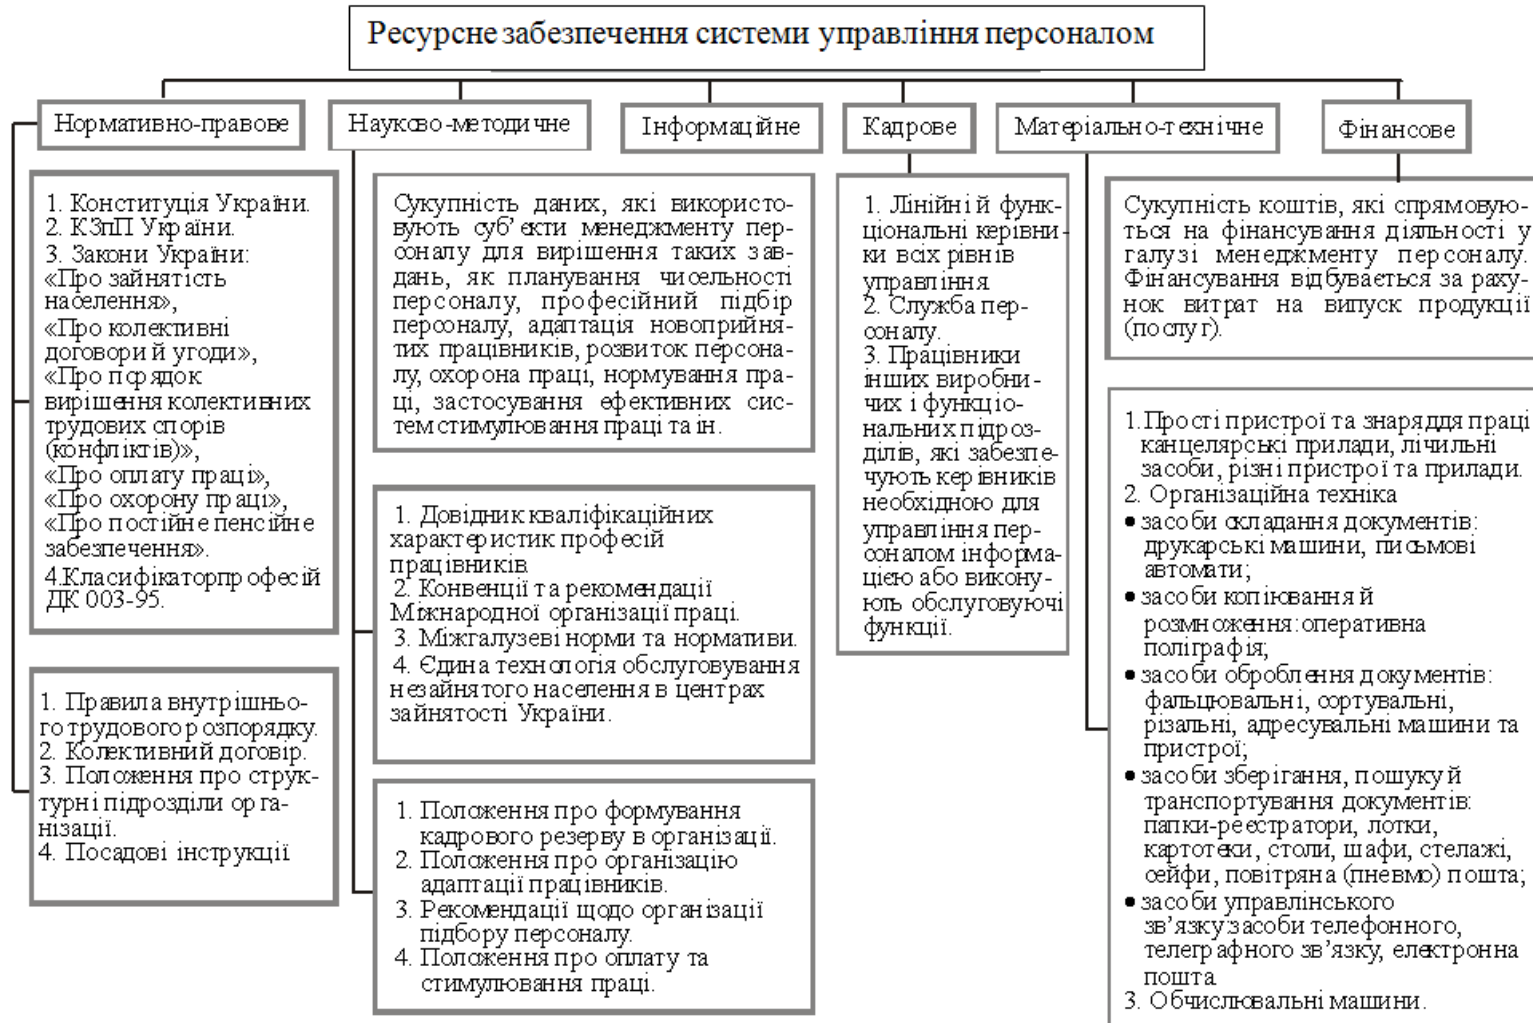 Ресурсне забезпечення системи управління персоналом
Нормативно-правове
Науково-методичне
Інформаційне
Кадрове
Матеріально-технічне
Фінансове
1. Конституція України.
2. КЗпП України.
3. Закони України:
«Про зайнятість
населення»,
«Про колективні
договори й угоди»,
«Про порядок
вирішення колективних
трудових спорів
(конфліктів)»,
«Про оплату праці»,
«Про охорону праці»,
«Про постійне пенсійне
забезпечення».
4.Класифікатор професій
ДК 003-95.
1. Правила внутрішньо-
го трудового розпорядку.
2. Колективний договір.
3. Положення про струк-
турні підрозділи орга-
нізації.
4. Посадові інструкції
Сукупність даних, які використо-
вують суб’єкти менеджменту пер-
соналу для вирішення таких зав-
дань, як планування чисельності
персоналу, професійний підбір
персоналу, адаптація новоприйня-
тих працівників, розвиток персона-
лу, охорона праці, нормування пра-
ці, застосування ефективних сис-
тем стимулювання праці та ін.
1. Довідник кваліфікаційних
характеристик професій
працівників
2. Конвенції та рекомендації
Міжнародної організації праці.
3. Міжгалузеві норми та нормативи.
4. Єдина технологія обслуговування
незайнятого населення в центрах
зайнятості України.
1. Положення про формування
кадрового резерву в організації.
2. Положення про організацію
адаптації працівників.
3. Рекомендації щодо організації
підбору персоналу.
4. Положення про оплату та
стимулювання праці.
1. Лінійні й функ-
ціональні керівни-
ки всіх рівнів
управління
2. Служба пер-
соналу.
3. Працівники
інших виробни-
чих і функціо-
нальних підроз-
ділів, які забезпе-
чують керівників
необхідною для
управління пер-
соналом інформа-
цією або викону-
ють обслуговуючі
функції.
Сукупність коштів, які спрямовую-
ться на фінансування діяльності у
галузі менеджменту персоналу.
Фінансування відбувається за раху-
нок витрат на випуск продукції
(послуг).
1. Прості пристрої та знаряддя праці
канцелярські прилади, лічильні
засоби, різні пристрої та прилади.
2. Організаційна техніка
• засоби складання документів:
друкарські машини, письмові
автомати;
• засоби копіювання й
розмноження: оперативна
поліграфія;
• засоби оброблення документів:
фальцювальні, сортувальні,
різальні, адресувальні машини та
пристрої;
• засоби зберігання, пошуку й
транспортування документів:
папки-реєстратори, лотки,
картотеки, столи, шафи, стелажі,
сейфи, повітряна (пневмо) пошта;
• засоби управлінського
зв’язку засоби телефонного,
телеграфного зв’язку, електронна
пошта
3. Обчислювальні машини.